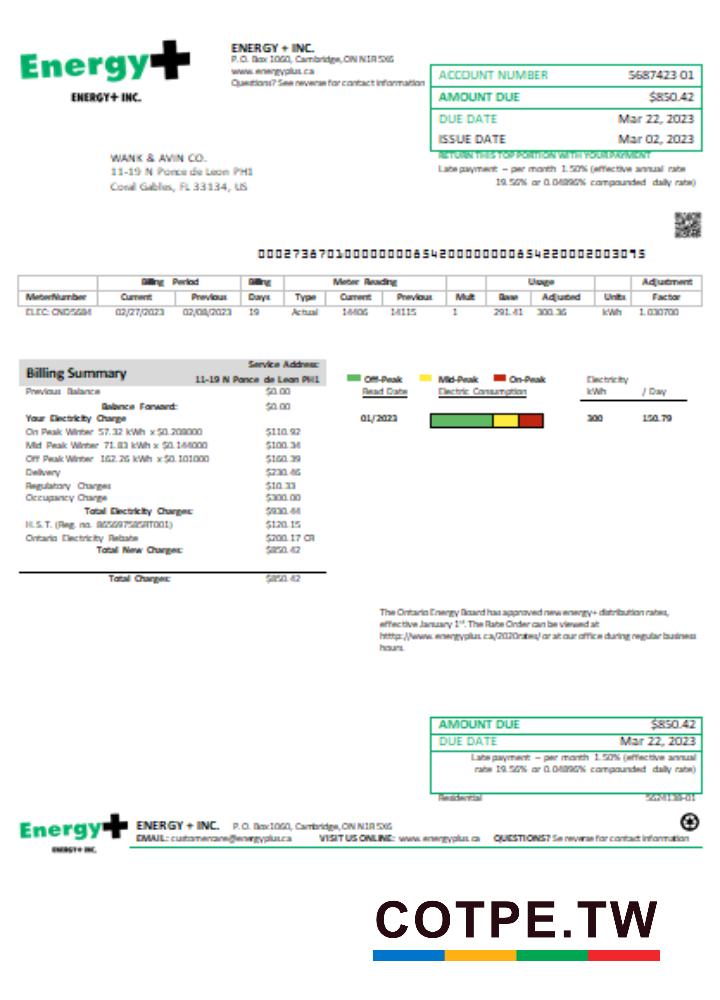 Energy+
ENERGY+ INC.
ENERGY + INC.
P.O. Box 1060, Cambridge, ON N1R 5X6
www.energyplus.ca
Questions? See reverse for contact information
ACCOUNT NUMBER 5687423 01
AMOUNT DUE $850.42
DUE DATE Mar 22, 2023
ISSUE DATE Mar 02, 2023
RETURN THIS TOP PORTION WITH YOUR PAYMENT
Late payment – per month 1.50% (effective annual rate
19.56% or 0.04896% compounded daily rate)
WANK & AVIN CO.
11-19 N Ponce de Leon PH1
Coral Gables, FL 33134, US
Billing Period Billing Meter Reading Usage Adjustment
MeterNumber Current Previous Days Type Current Previous Mult Base Adjusted Units Factor
ELEC: 02/27/2023 02/08/2023 19 Actual 14406 14115 1 291.41 300.36 kWh 1.030700
Billing Summary
Service Address:
11-19 N Ponce de Leon PH1
Previous Balance $0.00
Balance Forward: $0.00
Your Electricity Charge
On Peak Winter 57.32 kWh x $0.208000 $110.92
Mid Peak Winter 71.83 kWh x $0.144000 $100.34
Off Peak Winter 162.26 kWh x $0.101000 $160.39
Delivery $230.46
Regulatory Charges $10.33
Occupancy Charge $300.00
Total Electricity Charges: $930.44
H.S.T. (Reg. no. 865697585RT001) $120.15
Ontario Electricity Rebate $200.17 CR
Total New Charges: $850.42
Total Charges: $850.42
Off-Peak Mid-Peak On-Peak
Read Date Electric Consumption
Electricity
kWh / Day
01/2023 300 150.79
The Ontario Energy Board has approved new energy+ distribution rates,
effective January 1st. The Rate Order can be viewed at
htttp://www.energyplus.ca/2020rates/ or at our office during regular business
hours.
AMOUNT DUE $850.42
DUE DATE Mar 22, 2023
Late payment – per month 1.50% (effective annual
rate 19.56% or 0.04896% compounded daily rate)
Residential 5624138-01
Energy+
ENERGY+ INC.
ENERGY + INC. P.O. Box 1060, Cambridge, ON N1R 5X6
EMAIL: customercare@energyplus.ca VISIT US ONLINE: www.energyplus.ca QUESTIONS? Se reverse for contact information
COTPE.TW